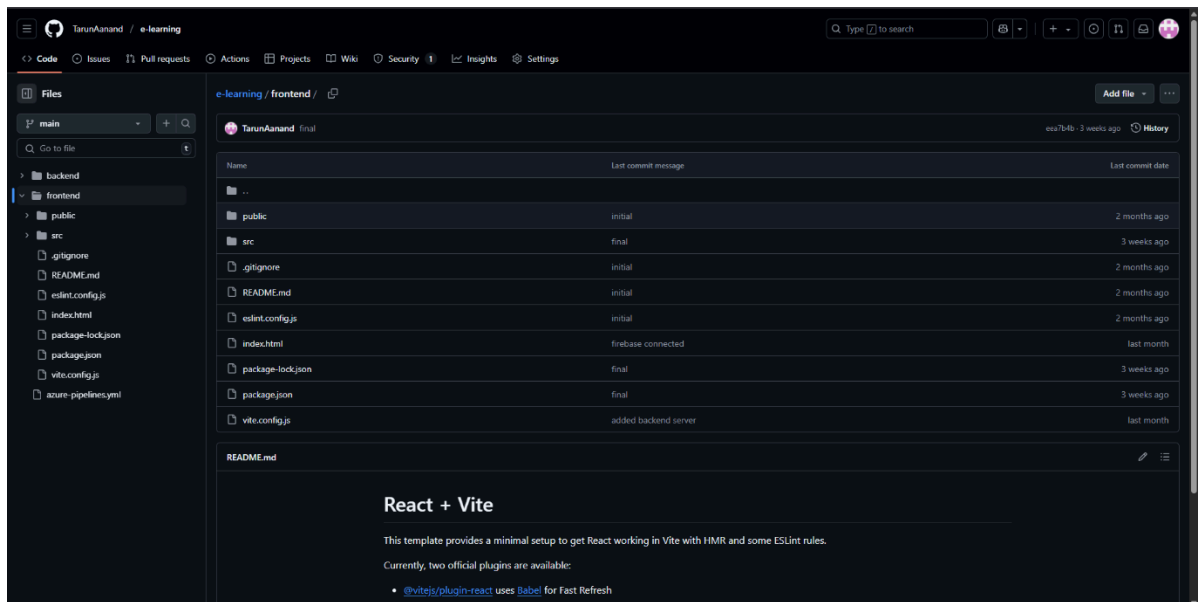 TarunAanand / e-learning
Type / to search
<> Code Issues Pull requests Actions Projects Wiki Security 1 Insights Settings
Files
main
Go to file t
backend
frontend
public
src
.gitignore
README.md
eslint.config.js
index.html
package-lock.json
package.json
vite.config.js
azure-pipelines.yml
e-learning / frontend /
Add file
TarunAanand final
eea7b4b · 3 weeks ago History
Name Last commit message Last commit date
..
public initial 2 months ago
src final 3 weeks ago
.gitignore initial 2 months ago
README.md initial 2 months ago
eslint.config.js initial 2 months ago
index.html firebase connected last month
package-lock.json final 3 weeks ago
package.json final 3 weeks ago
vite.config.js added backend server last month
README.md
React + Vite
This template provides a minimal setup to get React working in Vite with HMR and some ESLint rules.
Currently, two official plugins are available:
• @vitejs/plugin-react uses Babel for Fast Refresh